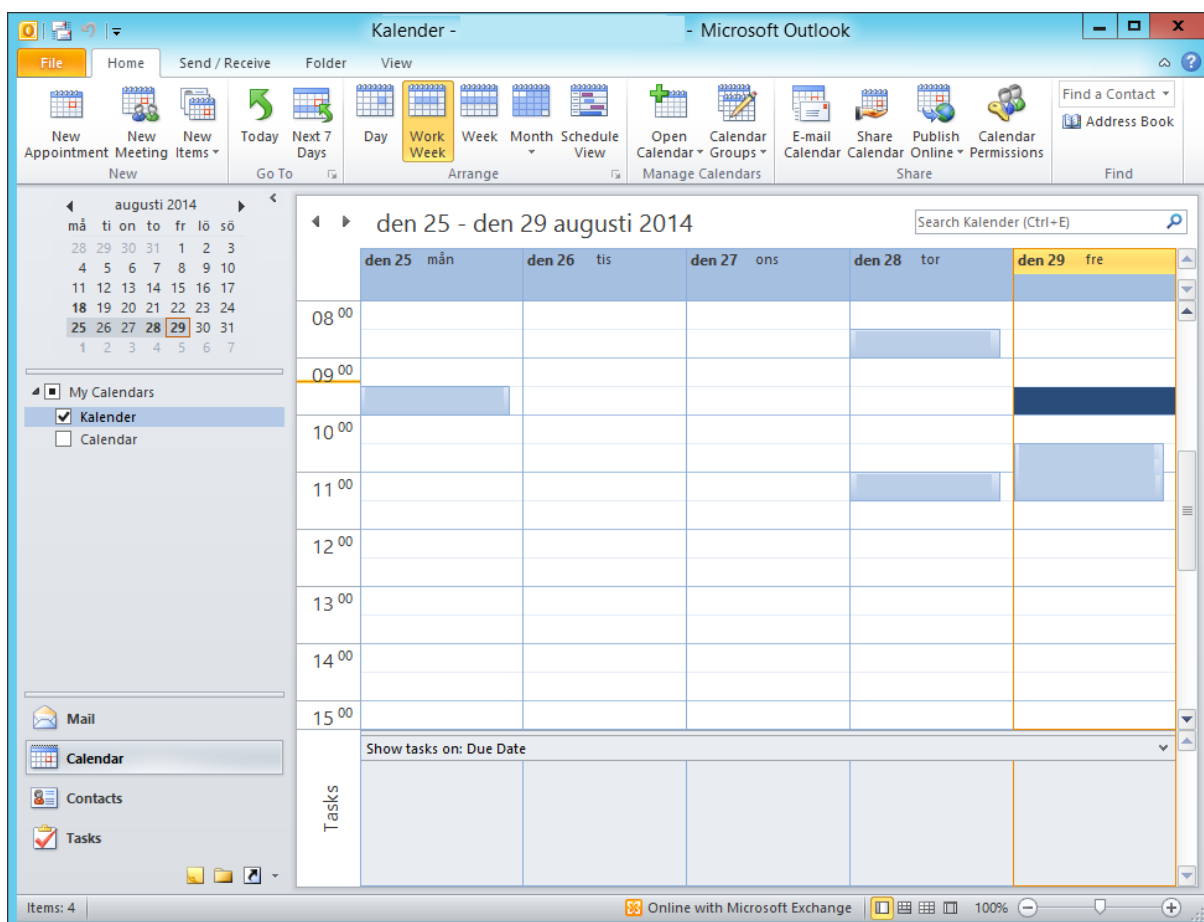 Kalender - - Microsoft Outlook
File Home Send / Receive Folder View
New Appointment
New Meeting
New Items
New
Today
Next 7 Days
Go To
Day
Work Week
Week
Month
Schedule View
Arrange
Open Calendar
Calendar Groups
Manage Calendars
E-mail Calendar
Share Calendar
Publish Online
Calendar Permissions
Share
Find a Contact
Address Book
Find
augusti 2014
må ti on to fr lö sö
28 29 30 31 1 2 3
4 5 6 7 8 9 10
11 12 13 14 15 16 17
18 19 20 21 22 23 24
25 26 27 28 29 30 31
1 2 3 4 5 6 7
My Calendars
Kalender
Calendar
Mail
Calendar
Contacts
Tasks
den 25 - den 29 augusti 2014
Search Kalender (Ctrl+E)
den 25 mån den 26 tis den 27 ons den 28 tor den 29 fre
08 00
09 00
10 00
11 00
12 00
13 00
14 00
15 00
Show tasks on: Due Date
Tasks
Items: 4 Online with Microsoft Exchange 100%